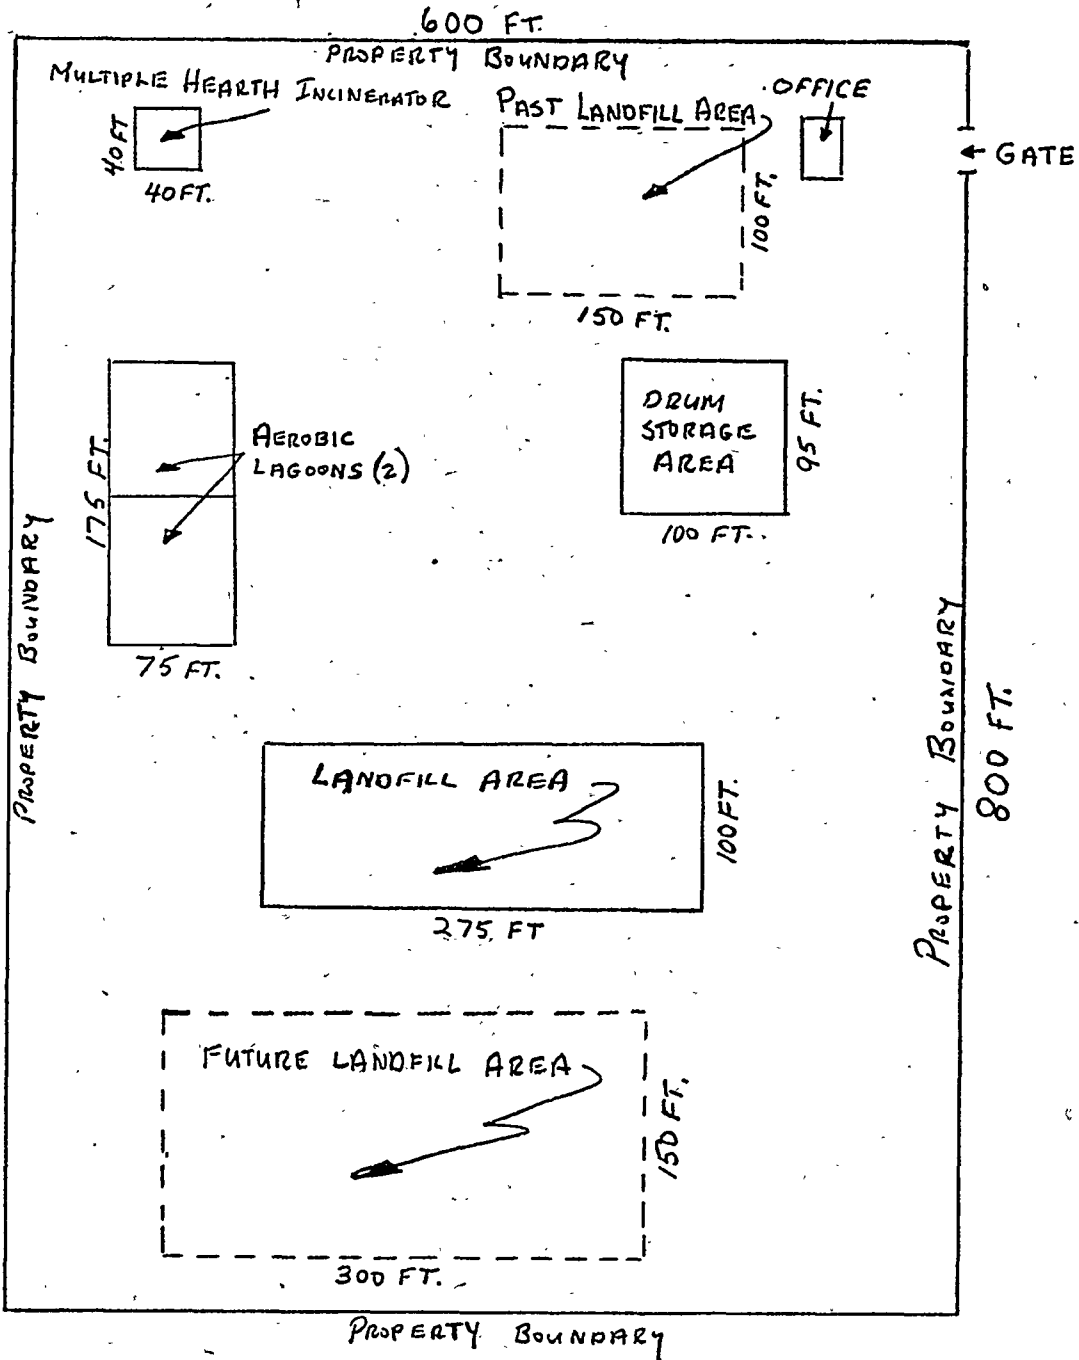 600 FT.
PROPERTY BOUNDARY
MULTIPLE HEARTH INCINERATOR
40 FT
40 FT.
PAST LANDFILL AREA
100 FT.
150 FT.
OFFICE
GATE
175 FT.
75 FT.
AEROBIC
LAGOONS (2)
DRUM
STORAGE
AREA
95 FT.
100 FT.
PROPERTY BOUNDARY
PROPERTY BOUNDARY
800 FT.
LANDFILL AREA
100 FT.
275 FT
FUTURE LANDFILL AREA
150 FT.
300 FT.
PROPERTY BOUNDARY